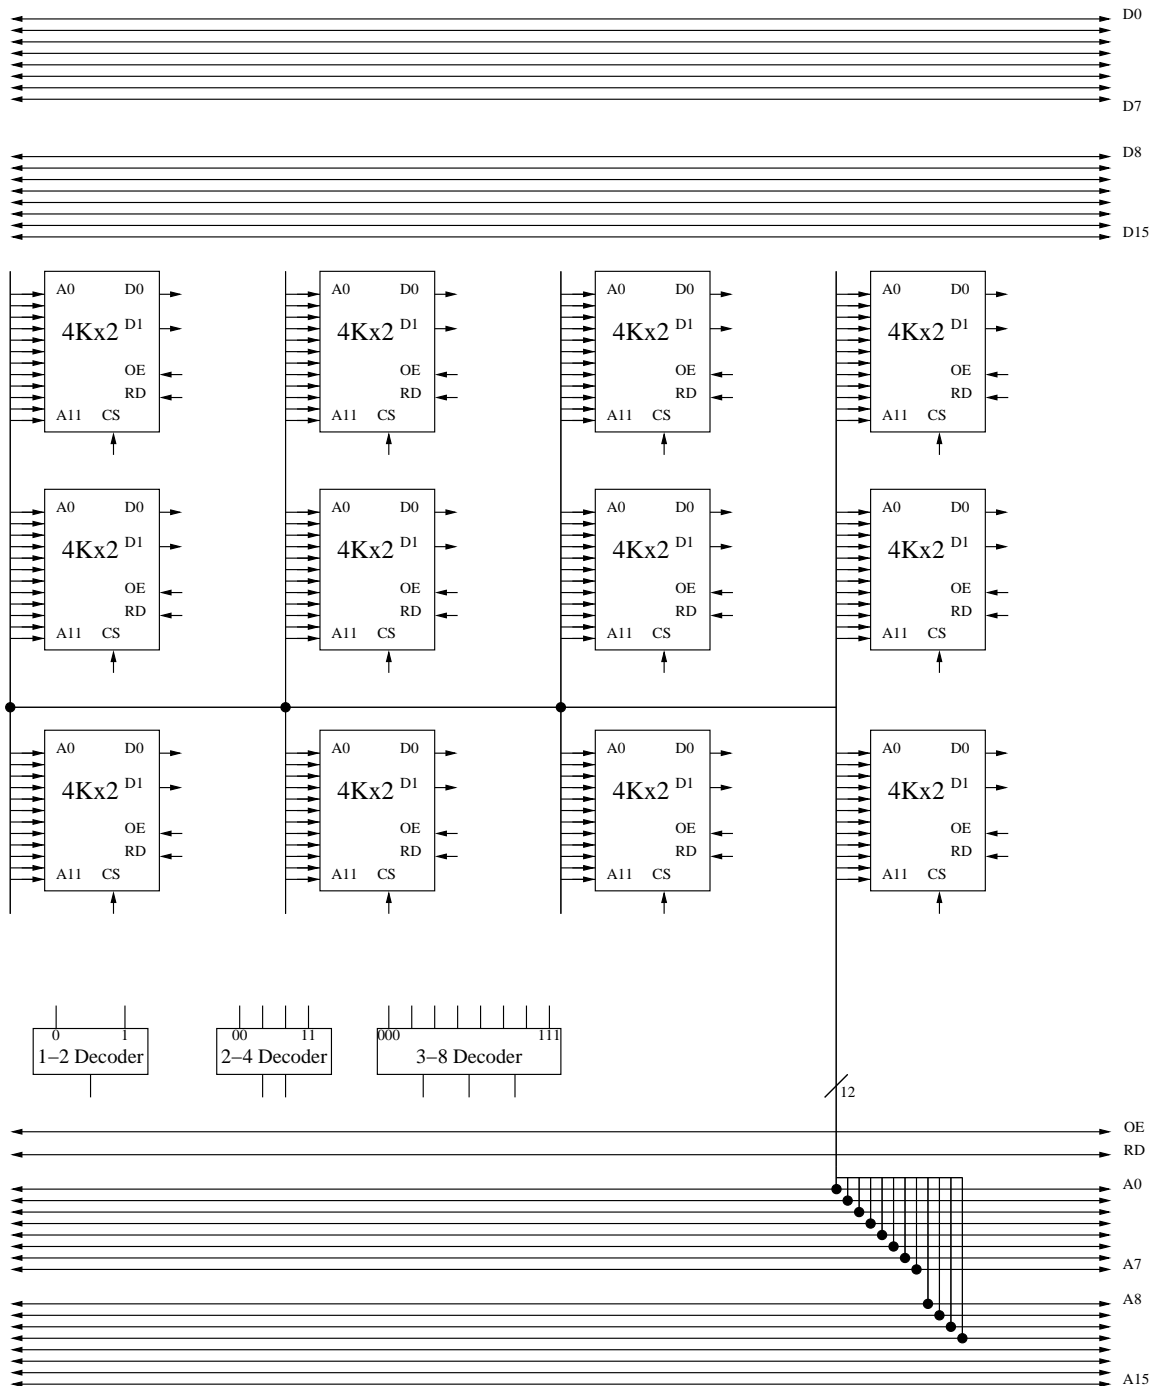 D0
D7
D8
D15
A0 D0 A0 D0 A0 D0 A0 D0
4Kx2 D1 4Kx2 D1 4Kx2 D1 4Kx2 D1
OE OE OE OE
RD RD RD RD
A11 CS A11 CS A11 CS A11 CS
A0 D0 A0 D0 A0 D0 A0 D0
4Kx2 D1 4Kx2 D1 4Kx2 D1 4Kx2 D1
OE OE OE OE
RD RD RD RD
A11 CS A11 CS A11 CS A11 CS
A0 D0 A0 D0 A0 D0 A0 D0
4Kx2 D1 4Kx2 D1 4Kx2 D1 4Kx2 D1
OE OE OE OE
RD RD RD RD
A11 CS A11 CS A11 CS A11 CS
0 1 00 11 000 111
1−2 Decoder 2−4 Decoder 3−8 Decoder
12
OE
RD
A0
A7
A8
A15